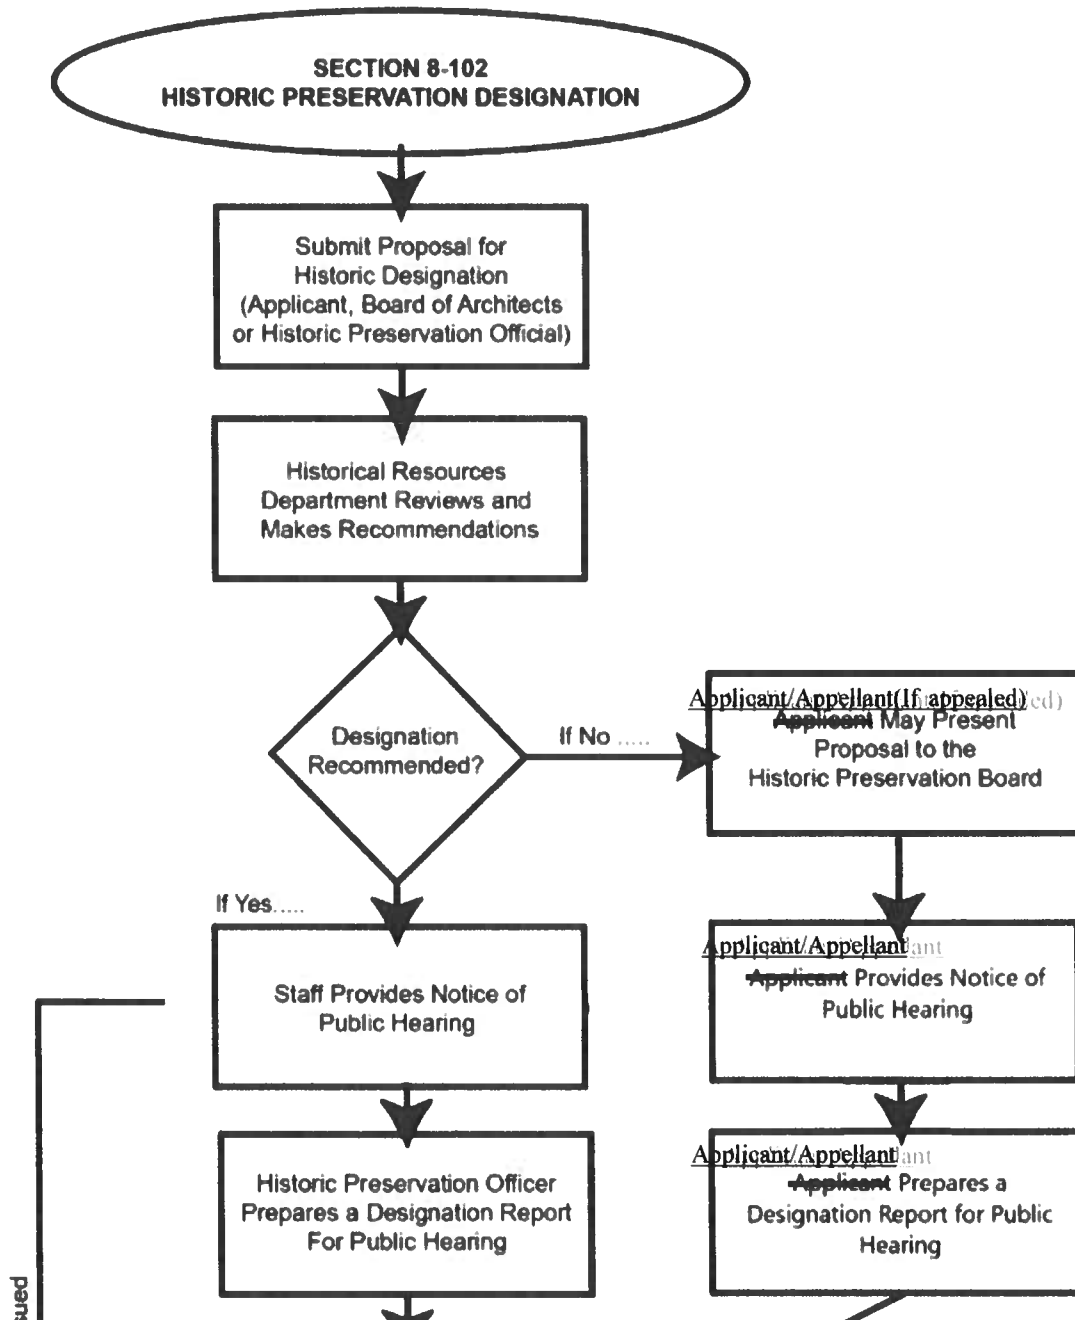 SECTION 8-102
HISTORIC PRESERVATION DESIGNATION
Submit Proposal for
Historic Designation
(Applicant, Board of Architects
or Historic Preservation Official)
Historical Resources
Department Reviews and
Makes Recommendations
Designation
Recommended?
If No .....
Applicant/Appellant(If appealed)
Applicant May Present
Proposal to the
Historic Preservation Board
If Yes.....
Staff Provides Notice of
Public Hearing
Applicant/Appellant
Applicant Provides Notice of
Public Hearing
Historic Preservation Officer
Prepares a Designation Report
For Public Hearing
Applicant/Appellant
Applicant Prepares a
Designation Report for Public
Hearing